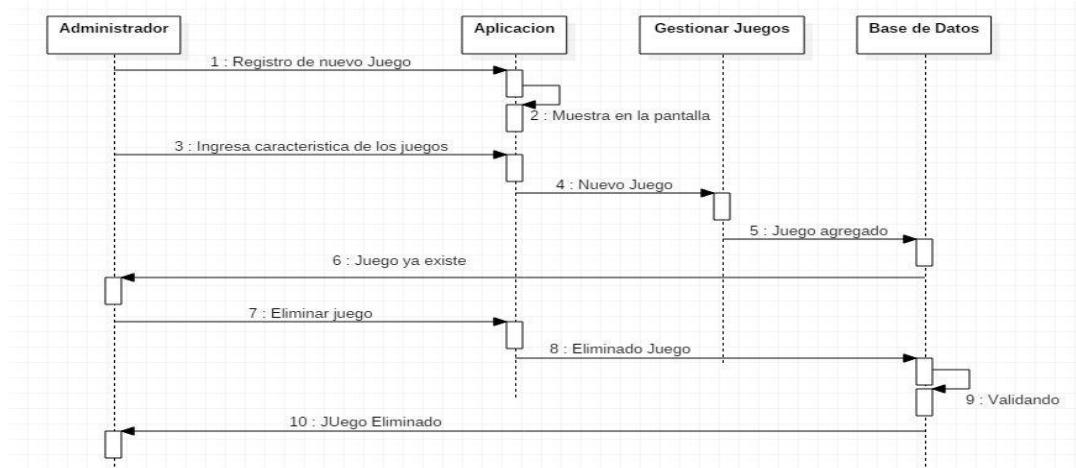 Administrador
Aplicacion
Gestionar Juegos
Base de Datos
1 : Registro de nuevo Juego
2 : Muestra en la pantalla
3 : Ingresa caracteristica de los juegos
4 : Nuevo Juego
5 : Juego agregado
6 : Juego ya existe
7 : Eliminar juego
8 : Eliminado Juego
9 : Validando
10 : JUego Eliminado